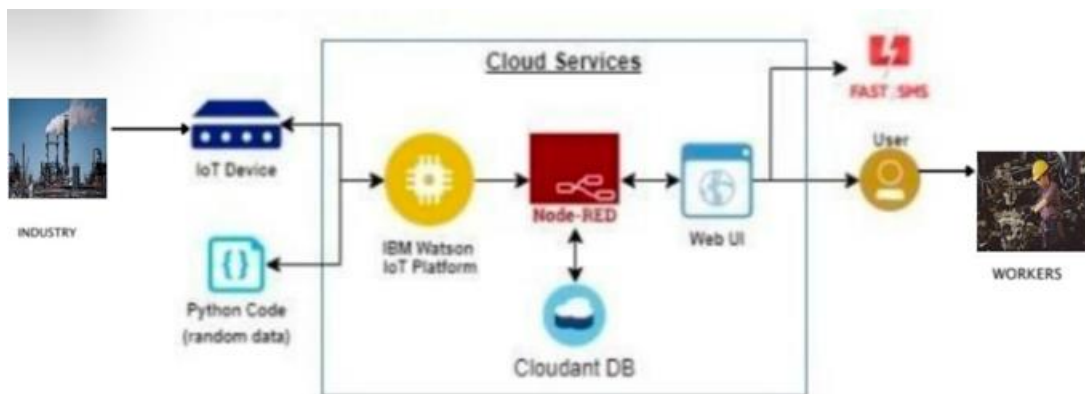 Cloud Services
FAST SMS
User
IoT Device
INDUSTRY
Node-RED
Web UI
IBM Watson
IoT Platform
WORKERS
Python Code
(random data)
Cloudant DB